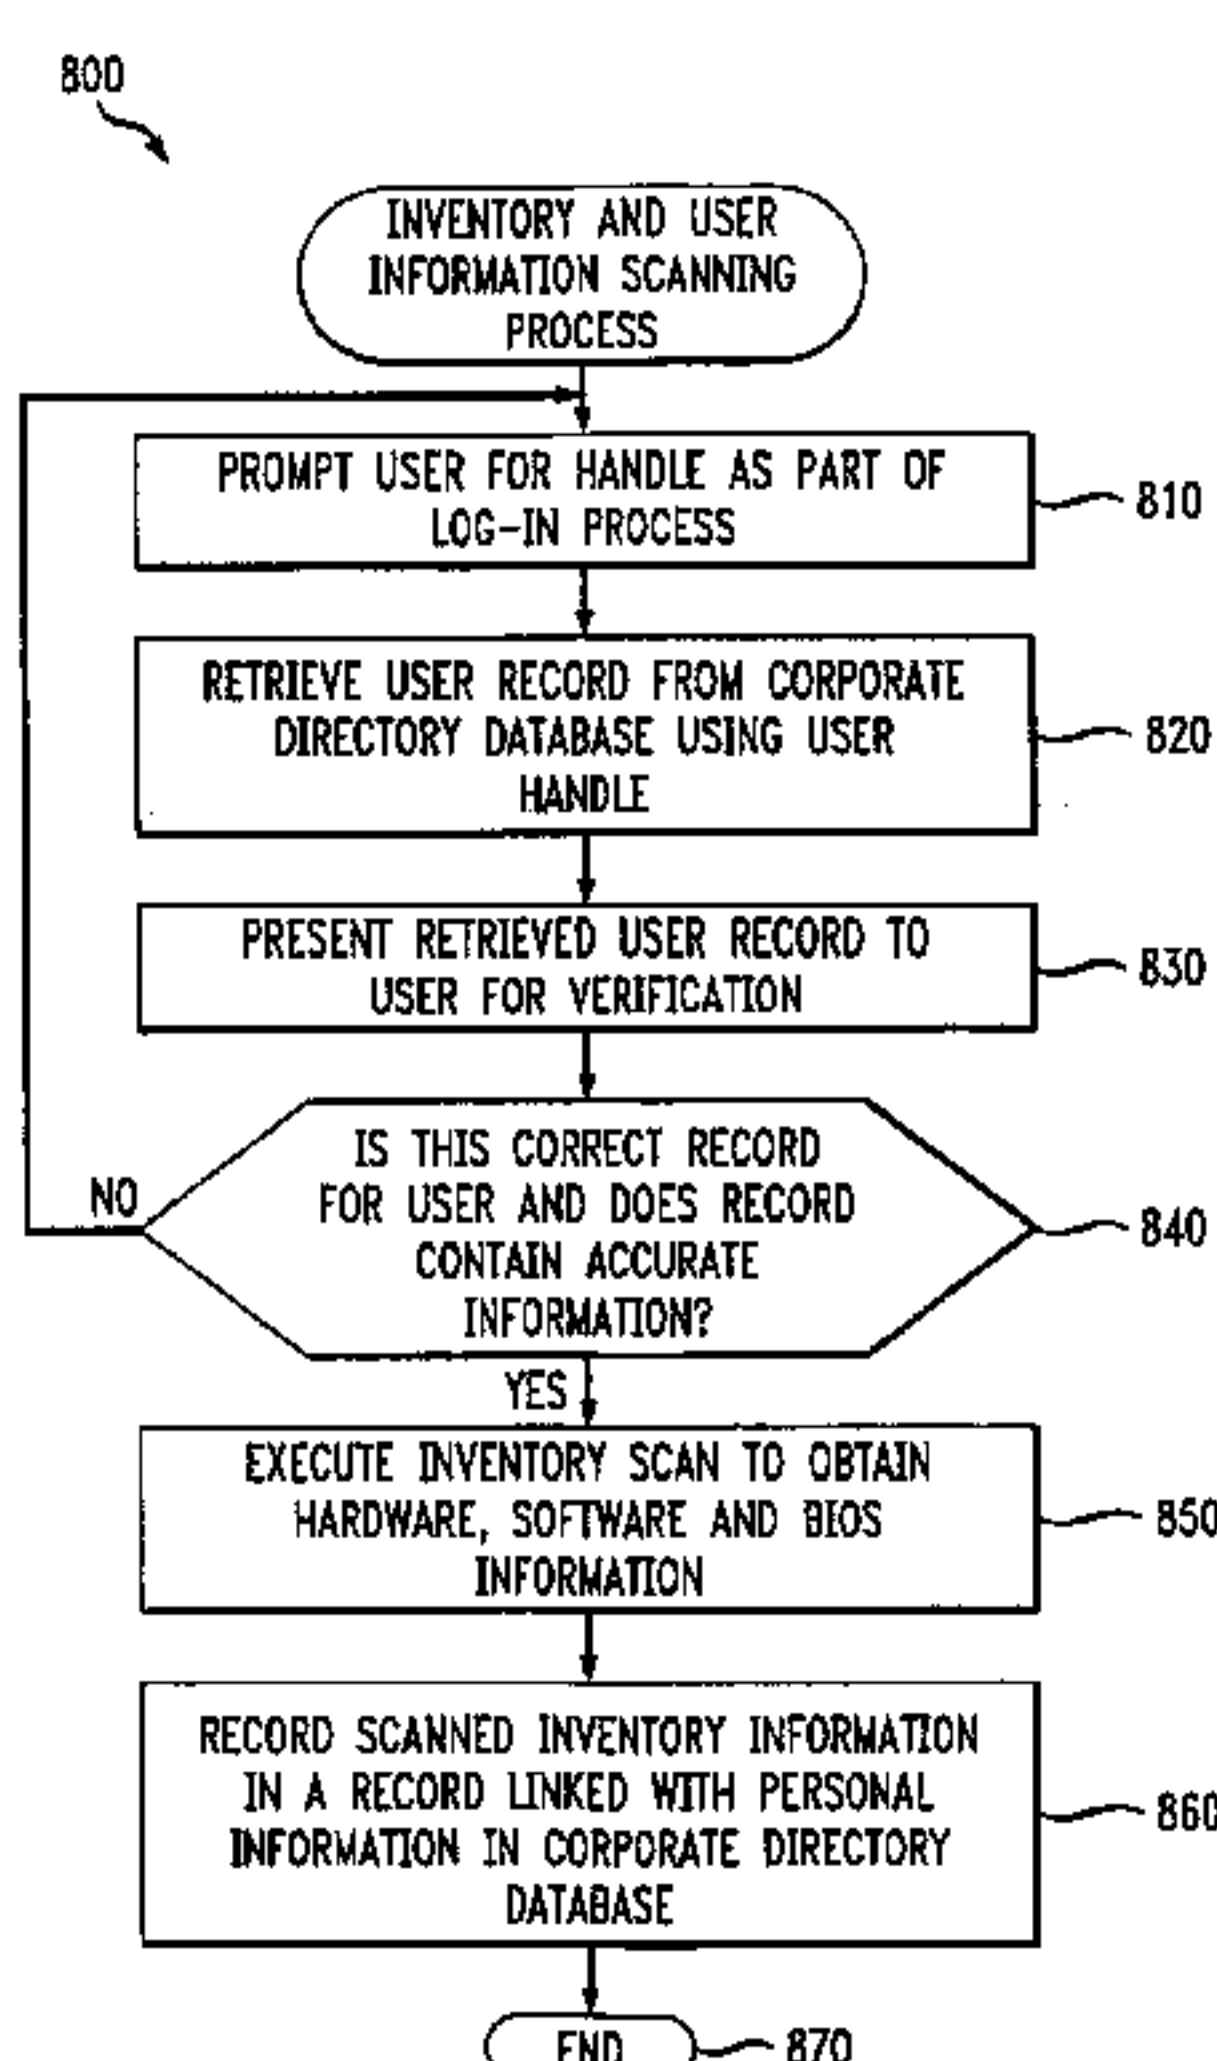 800
INVENTORY AND USER
INFORMATION SCANNING
PROCESS
PROMPT USER FOR HANDLE AS PART OF
LOG-IN PROCESS
810
RETRIEVE USER RECORD FROM CORPORATE
DIRECTORY DATABASE USING USER
HANDLE
820
PRESENT RETRIEVED USER RECORD TO
USER FOR VERIFICATION
830
IS THIS CORRECT RECORD
FOR USER AND DOES RECORD
CONTAIN ACCURATE
INFORMATION?
840
NO
YES
EXECUTE INVENTORY SCAN TO OBTAIN
HARDWARE, SOFTWARE AND BIOS
INFORMATION
850
RECORD SCANNED INVENTORY INFORMATION
IN A RECORD LINKED WITH PERSONAL
INFORMATION IN CORPORATE DIRECTORY
DATABASE
860
END
870